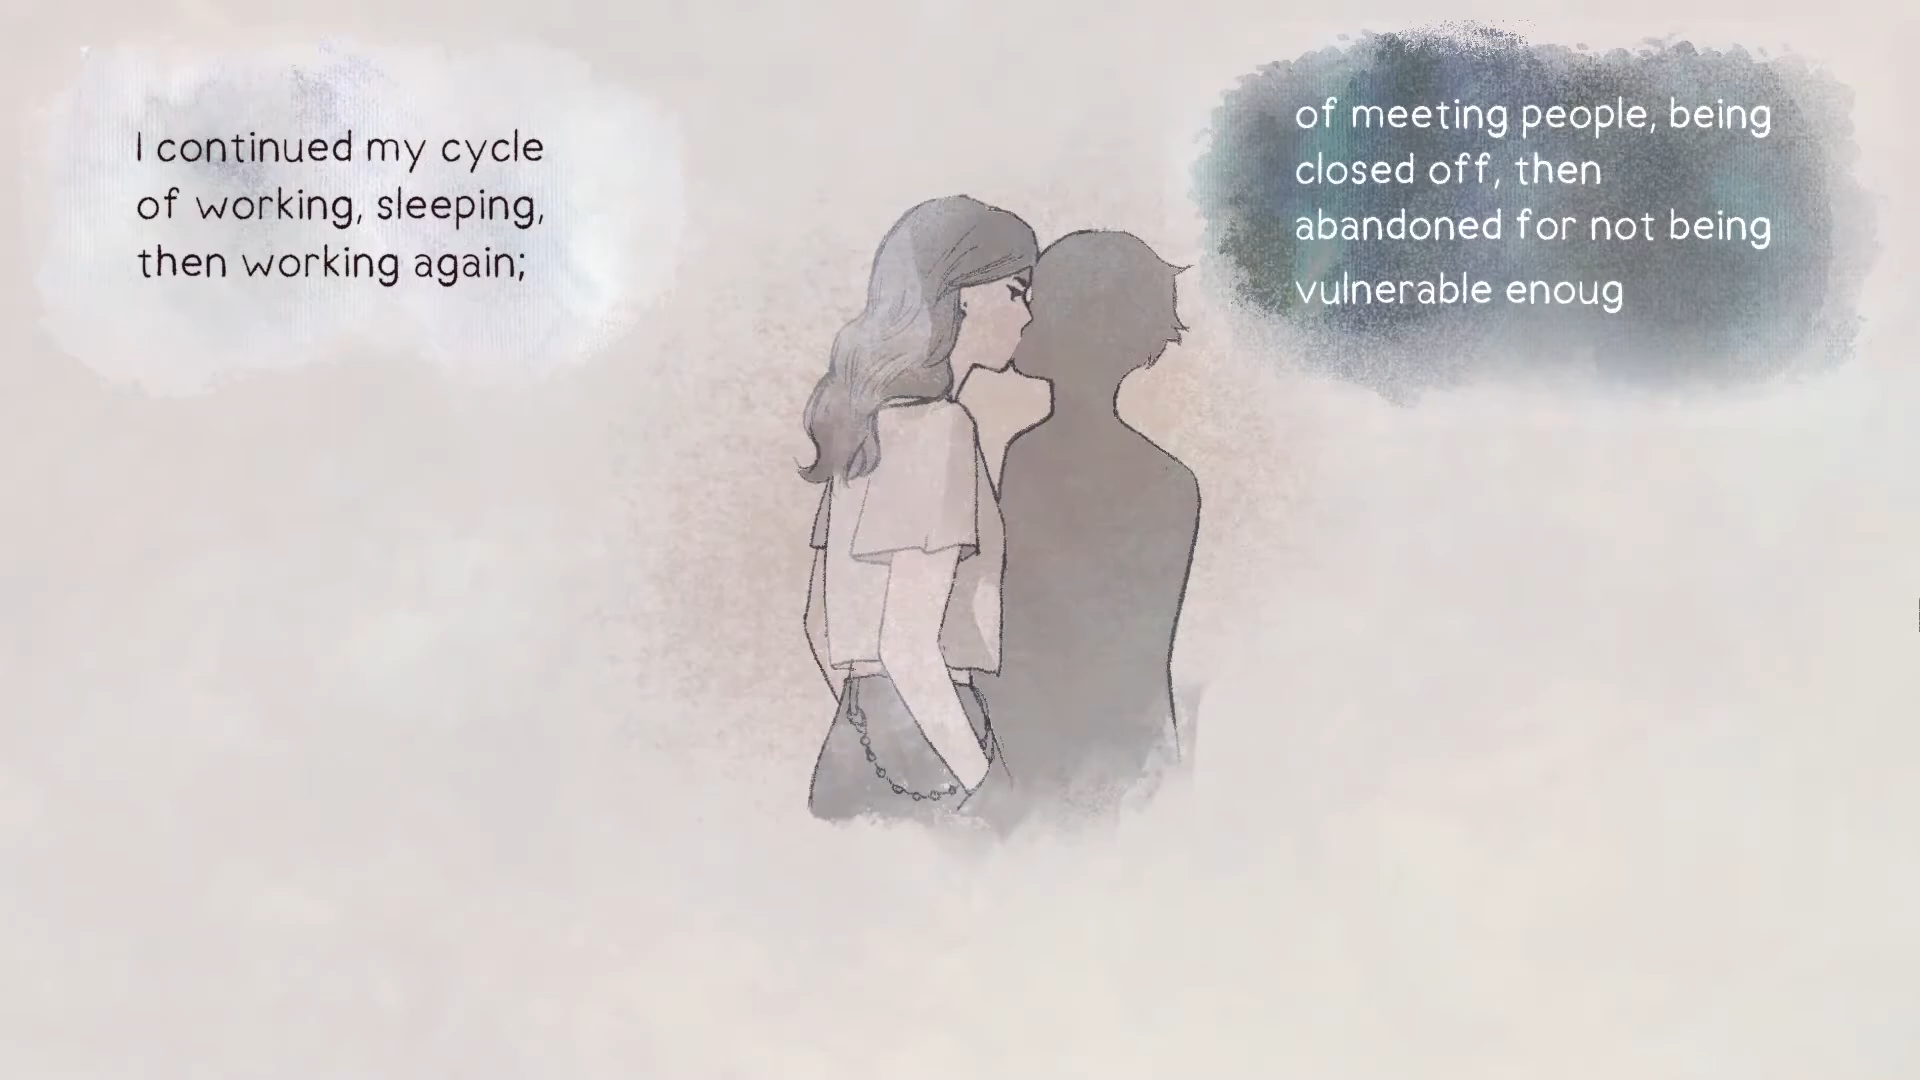 I continued my cycle
of working, sleeping,
then working again;
of meeting people, being
closed off, then
abandoned for not being
vulnerable enoug